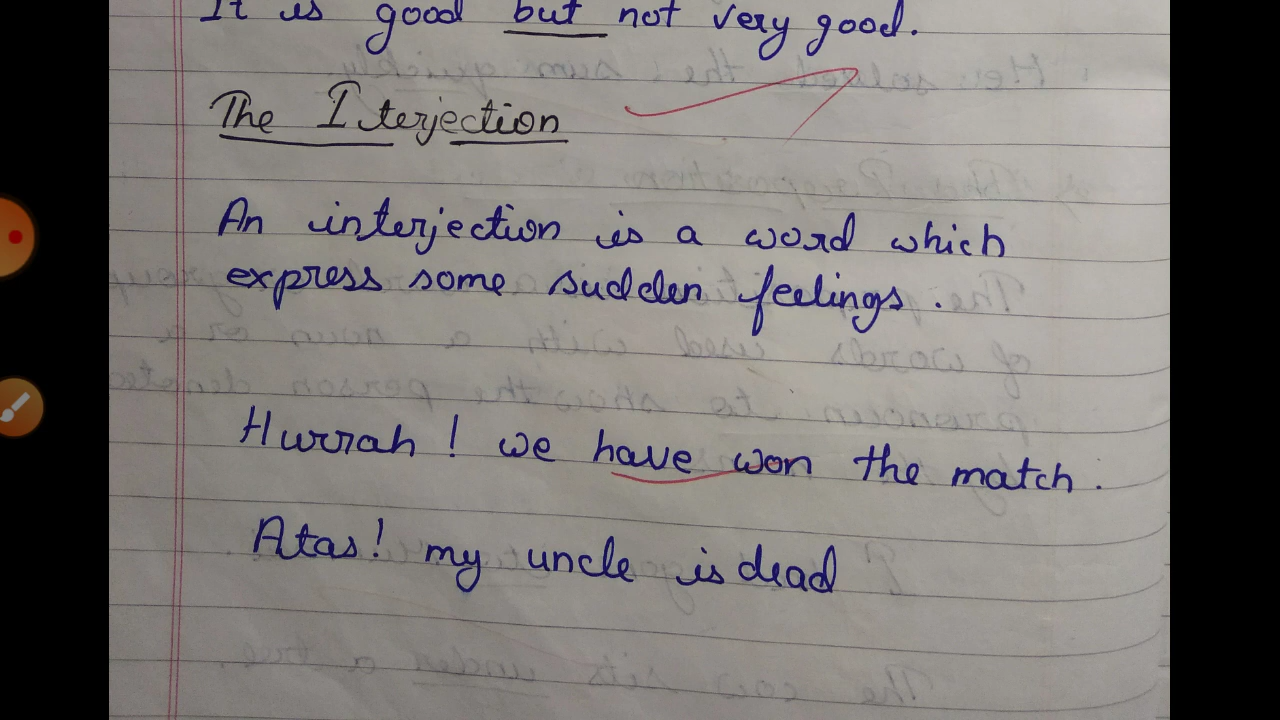 It is good but not very good.
The Iterjection
An interjection is a word which
express some sudden feelings.
Hurrah! we have won the match.
Atas! my uncle is dead